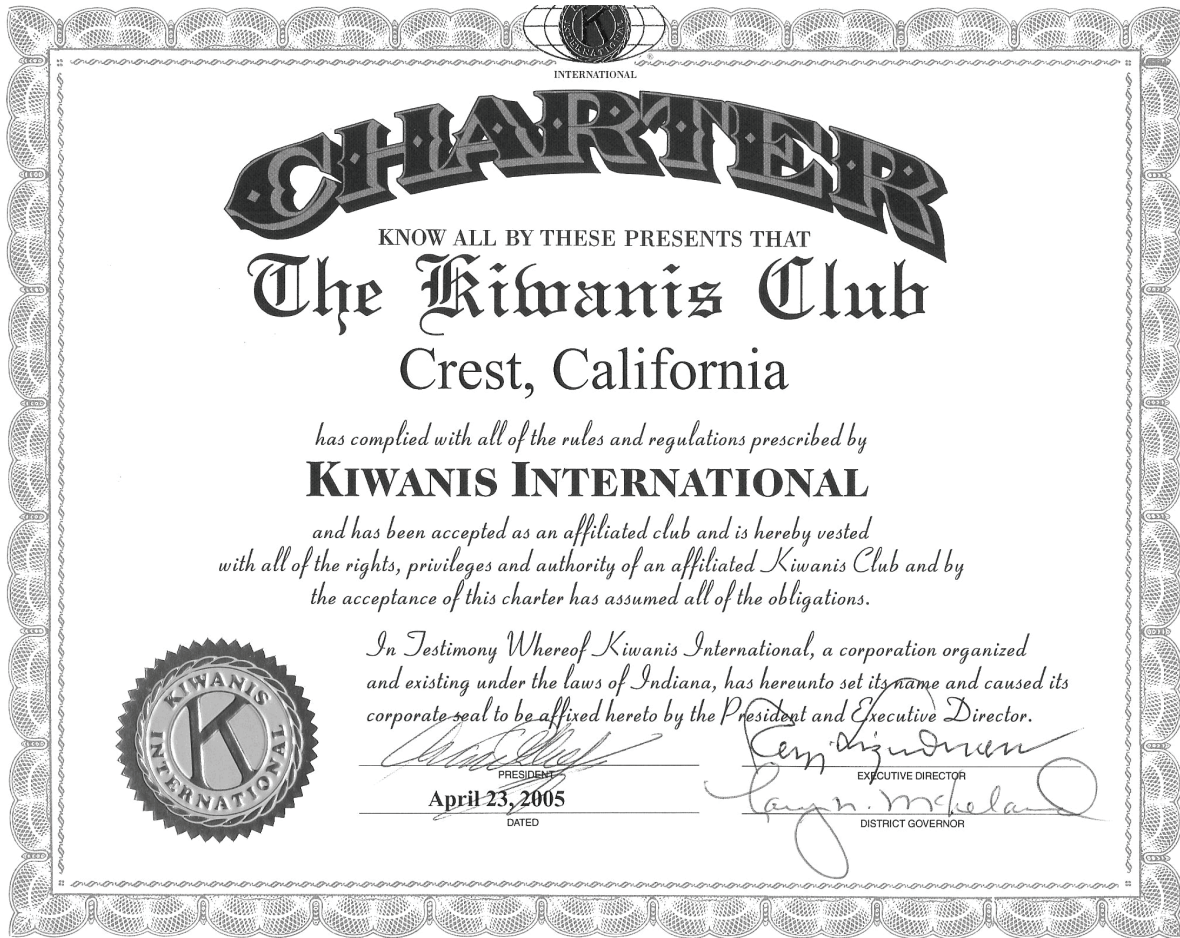 K
INTERNATIONAL
CHARTER
KNOW ALL BY THESE PRESENTS THAT
The Kiwanis Club
Crest, California
has complied with all of the rules and regulations prescribed by
KIWANIS INTERNATIONAL
and has been accepted as an affiliated club and is hereby vested
with all of the rights, privileges and authority of an affiliated Kiwanis Club and by
the acceptance of this charter has assumed all of the obligations.
In Testimony Whereof Kiwanis International, a corporation organized
and existing under the laws of Indiana, has hereunto set its name and caused its
corporate seal to be affixed hereto by the President and Executive Director.
KIWANIS
K
INTERNATIONAL
PRESIDENT
EXECUTIVE DIRECTOR
April 23, 2005
DATED
DISTRICT GOVERNOR